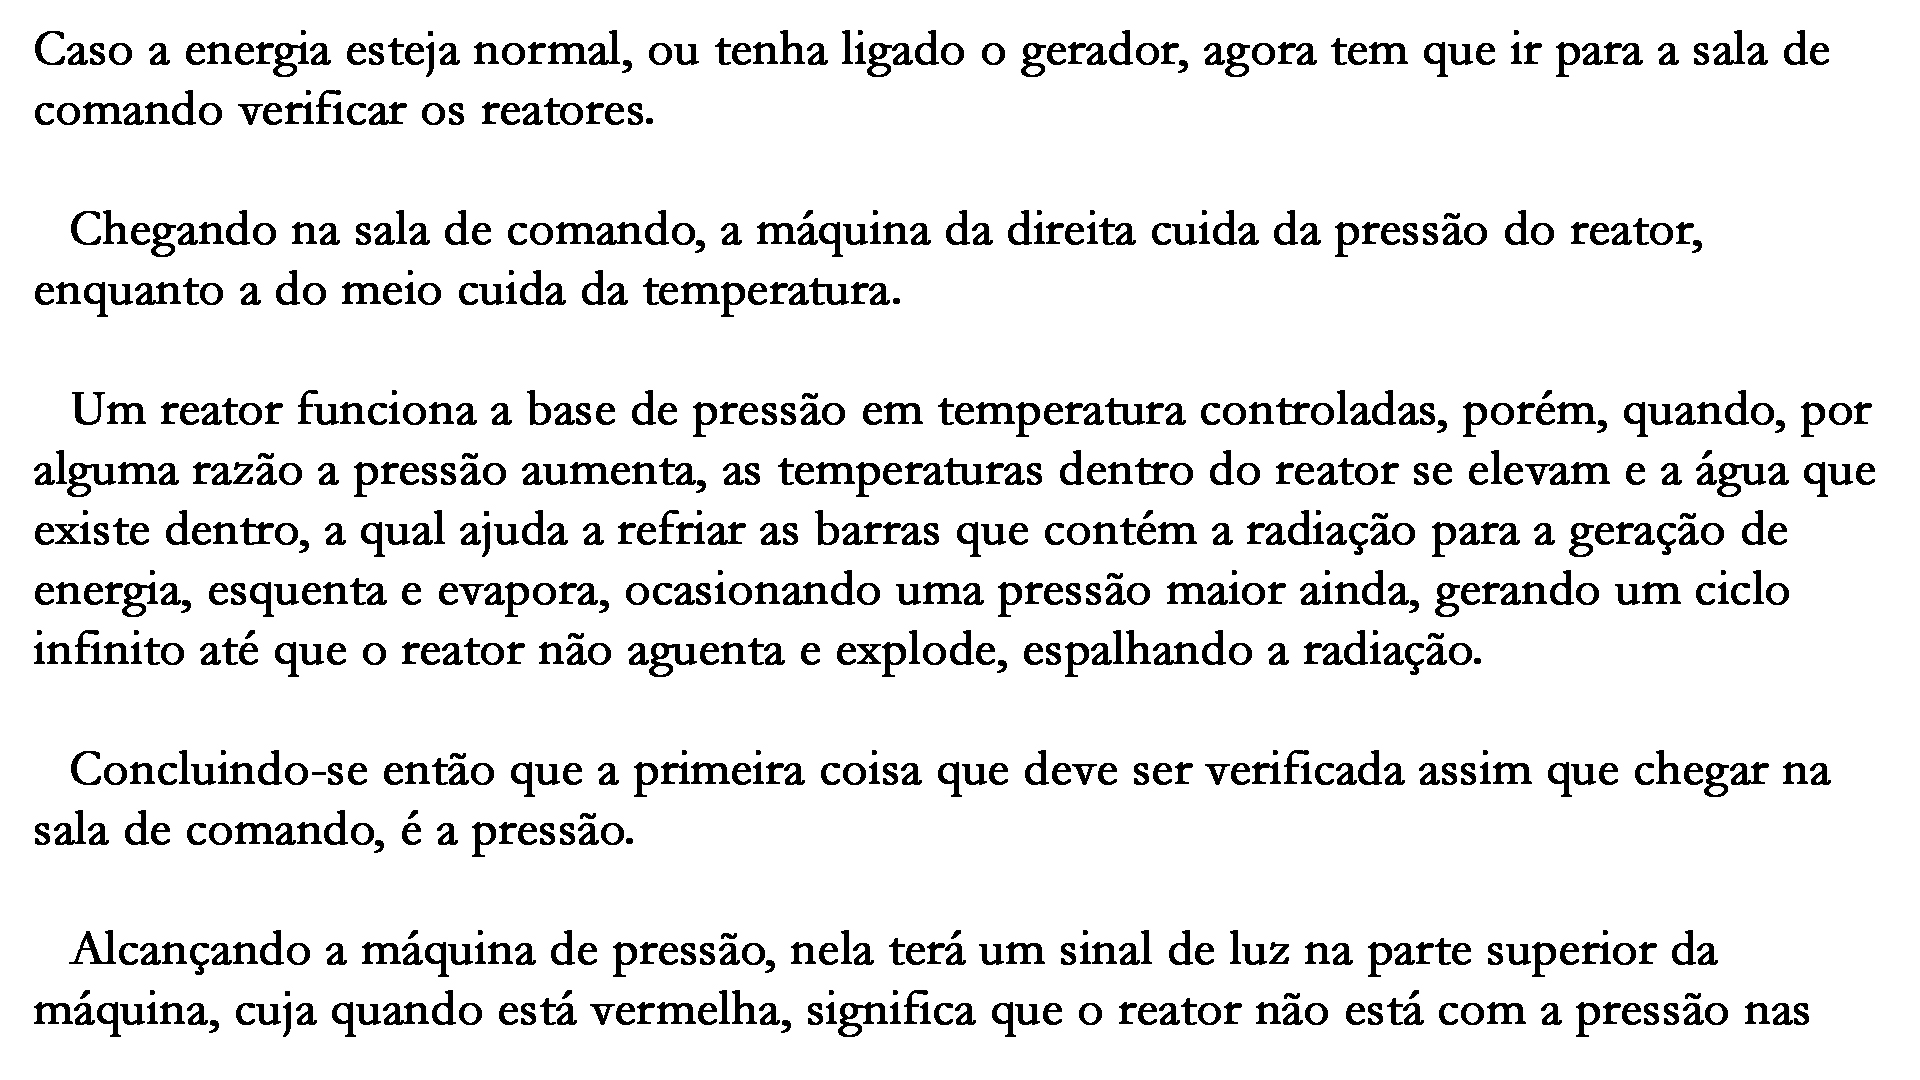 Caso a energia esteja normal, ou tenha ligado o gerador, agora tem que ir para a sala de
comando verificar os reatores.
Chegando na sala de comando, a máquina da direita cuida da pressão do reator,
enquanto a do meio cuida da temperatura.
Um reator funciona a base de pressão em temperatura controladas, porém, quando, por
alguma razão a pressão aumenta, as temperaturas dentro do reator se elevam e a água que
existe dentro, a qual ajuda a refriar as barras que contém a radiação para a geração de
energia, esquenta e evapora, ocasionando uma pressão maior ainda, gerando um ciclo
infinito até que o reator não aguenta e explode, espalhando a radiação.
Concluindo-se então que a primeira coisa que deve ser verificada assim que chegar na
sala de comando, é a pressão.
Alcançando a máquina de pressão, nela terá um sinal de luz na parte superior da
máquina, cuja quando está vermelha, significa que o reator não está com a pressão nas